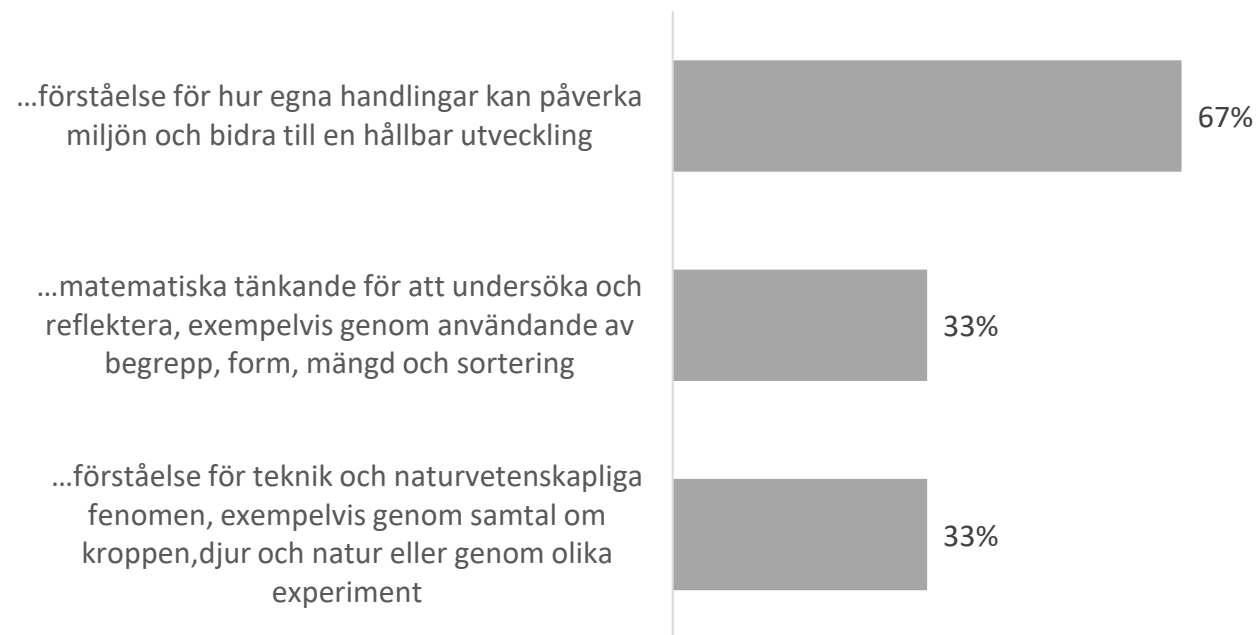 ...förståelse för hur egna handlingar kan påverka
miljön och bidra till en hållbar utveckling
67%
...matematiska tänkande för att undersöka och
reflektera, exempelvis genom användande av
begrepp, form, mängd och sortering
33%
...förståelse för teknik och naturvetenskapliga
fenomen, exempelvis genom samtal om
kroppen,djur och natur eller genom olika
experiment
33%